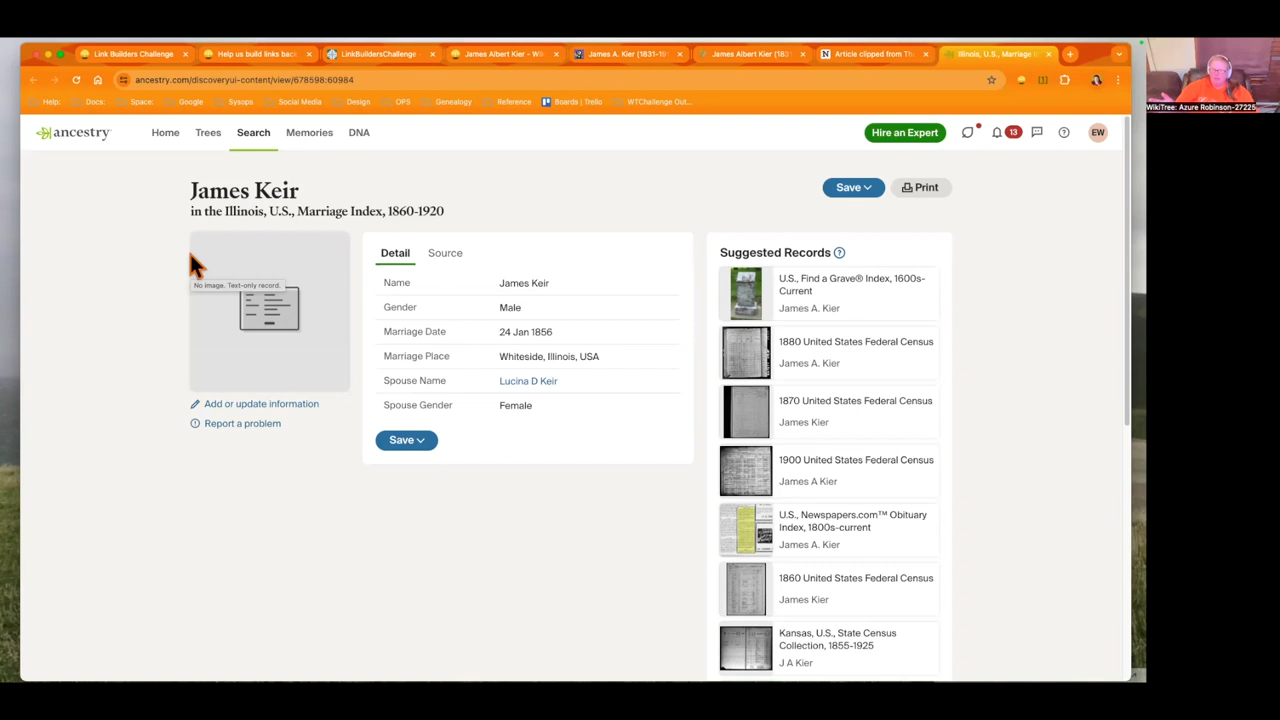 Link Builders Challenge
Help us build links back
LinkBuildersChallenge
James Albert Kier - Wi
James A. Kier (1831-19
James Albert Kier (1831
Article clipped from Th
Illinois, U.S., Marriage I
ancestry.com/discoveryui-content/view/678598:60984
Help: Docs: Space: Google Sysops Social Media Design OPS Genealogy Reference Boards | Trello WTChallenge Out...
WikiTree: Azure Robinson-27225
ancestry
Home Trees Search Memories DNA
Hire an Expert
13
EW
James Keir
in the Illinois, U.S., Marriage Index, 1860-1920
Save
Print
No image. Text-only record.
Add or update information
Report a problem
Detail Source
Name James Keir
Gender Male
Marriage Date 24 Jan 1856
Marriage Place Whiteside, Illinois, USA
Spouse Name Lucina D Keir
Spouse Gender Female
Save
Suggested Records
U.S., Find a Grave® Index, 1600s-
Current
James A. Kier
1880 United States Federal Census
James A. Kier
1870 United States Federal Census
James Kier
1900 United States Federal Census
James A Kier
U.S., Newspapers.com™ Obituary
Index, 1800s-current
James A. Kier
1860 United States Federal Census
James Kier
Kansas, U.S., State Census
Collection, 1855-1925
J A Kier